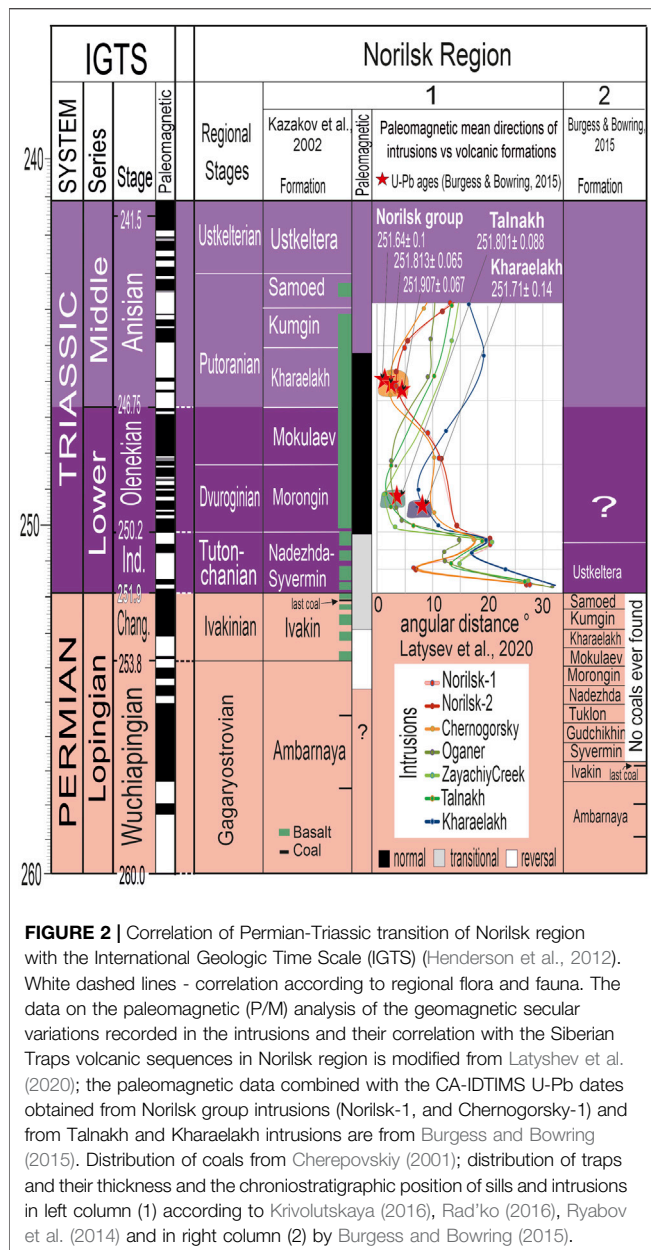 IGTS
Norilsk Region
SYSTEM
Series
Stage
Paleomagnetic
Regional
Stages
Kazakov et al.,
2002
Formation
Paleomagnetic
1
Paleomagnetic mean directions of
intrusions vs volcanic formations
U-Pb ages (Burgess & Bowring, 2015)
2
Burgess & Bowring,
2015
Formation
240
250
260
TRIASSIC
PERMIAN
Middle
Lower
Lopingian
Anisian
Olenekian
Ind.
Chang.
Wuchiapingian
241.5
246.75
250.2
251.9
253.8
260.0
Ustkelterian
Putoranian
Dvuroginian
Tuton-
chanian
Ivakinian
Gagaryostrovian
Ustkeltera
Samoed
Kumgin
Kharaelakh
Mokulaev
Morongin
Nadezhda-
Syvermin
last coal
Ivakin
Ambarnaya
Basalt
Coal
?
Norilsk group
251.64± 0.1
251.813± 0.065
251.907± 0.067
Talnakh
251.801± 0.088
Kharaelakh
251.71± 0.14
0 10 20 30
angular distance °
Latysev et al., 2020
Intrusions
Norilsk-1
Norilsk-2
Chernogorsky
Oganer
ZayachiyCreek
Talnakh
Kharaelakh
normal transitional reversal
?
Ustkeltera
Samoed
Kumgin
Kharaelakh
Mokulaev
Morongin
Nadezhda
Tuklon
Gudchikhin
Syvermin
Ivakin last coal
Ambarnaya
No coals ever found
FIGURE 2 | Correlation of Permian-Triassic transition of Norilsk region
with the International Geologic Time Scale (IGTS) (Henderson et al., 2012).
White dashed lines - correlation according to regional flora and fauna. The
data on the paleomagnetic (P/M) analysis of the geomagnetic secular
variations recorded in the intrusions and their correlation with the Siberian
Traps volcanic sequences in Norilsk region is modified from Latyshev et al.
(2020); the paleomagnetic data combined with the CA-IDTIMS U-Pb dates
obtained from Norilsk group intrusions (Norilsk-1, and Chernogorsky-1) and
from Talnakh and Kharaelakh intrusions are from Burgess and Bowring
(2015). Distribution of coals from Cherepovskiy (2001); distribution of traps
and their thickness and the chroniostratigraphic position of sills and intrusions
in left column (1) according to Krivolutskaya (2016), Rad'ko (2016), Ryabov
et al. (2014) and in right column (2) by Burgess and Bowring (2015).